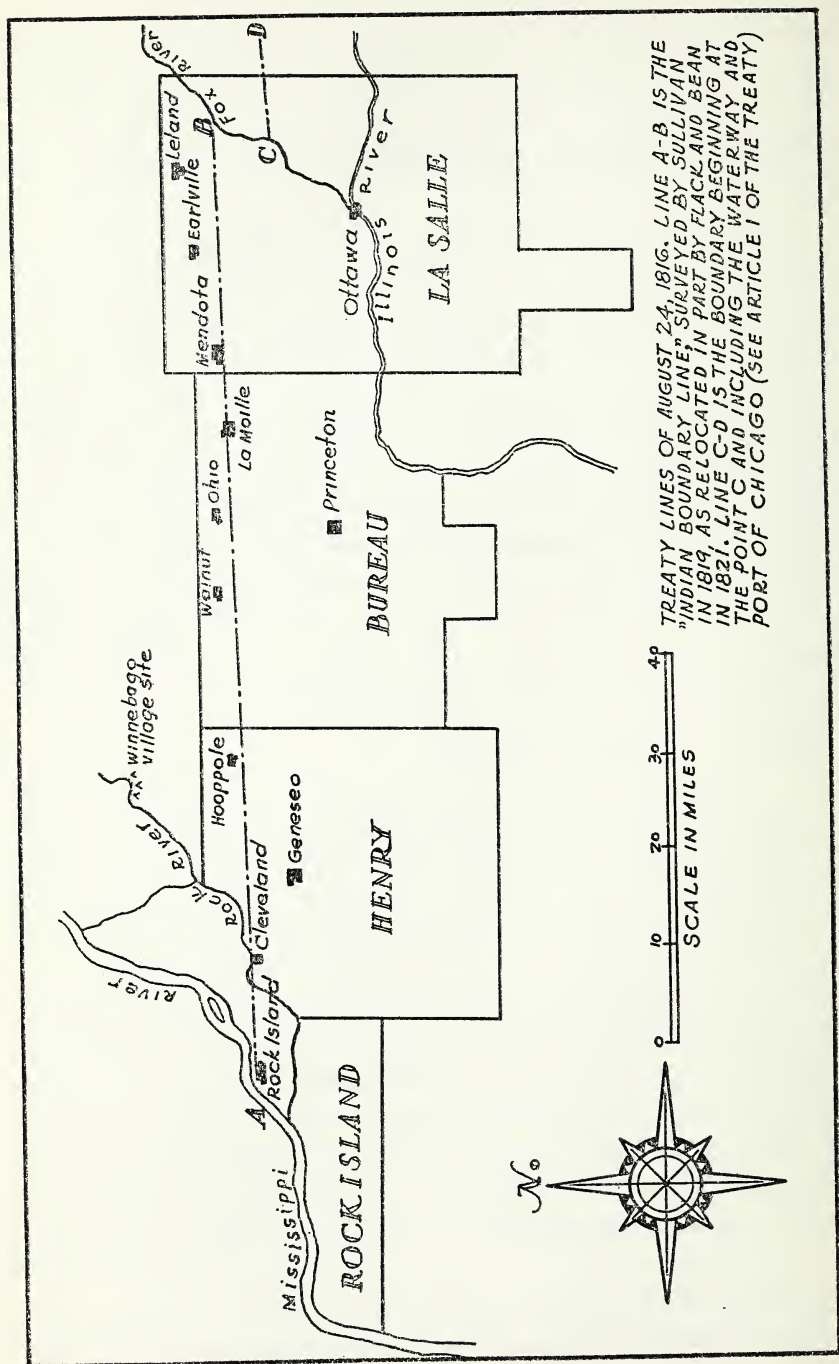 Mississippi
River
Rock
River
Winnebago
Village Site
A
Rock Island
Cleveland
Hooppole
Geneseo
Walnut
Ohio
La Moille
Princeton
Mendota
Earlville
Leland
B
Fox
River
C
D
Ottawa
Illinois River
ROCK ISLAND
HENRY
BUREAU
LA SALLE
No
0 10 20 30 40
SCALE IN MILES
TREATY LINES OF AUGUST 24, 1816. LINE A-B IS THE
"INDIAN BOUNDARY LINE," SURVEYED BY SULLIVAN
IN 1819, AS RELOCATED IN PART BY FLACK AND BEAN
IN 1821. LINE C-D IS THE BOUNDARY BEGINNING AT
THE POINT C AND INCLUDING THE WATERWAY AND
PORT OF CHICAGO (SEE ARTICLE I OF THE TREATY)